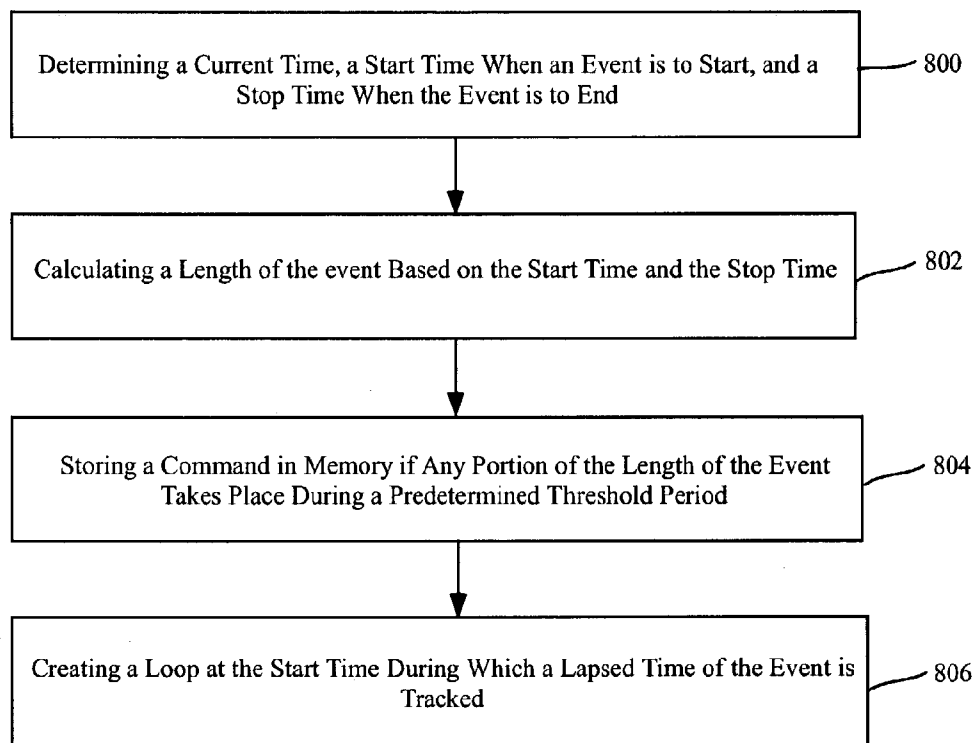 Determining a Current Time, a Start Time When an Event is to Start, and a
Stop Time When the Event is to End
800
Calculating a Length of the event Based on the Start Time and the Stop Time
802
Storing a Command in Memory if Any Portion of the Length of the Event
Takes Place During a Predetermined Threshold Period
804
Creating a Loop at the Start Time During Which a Lapsed Time of the Event is
Tracked
806